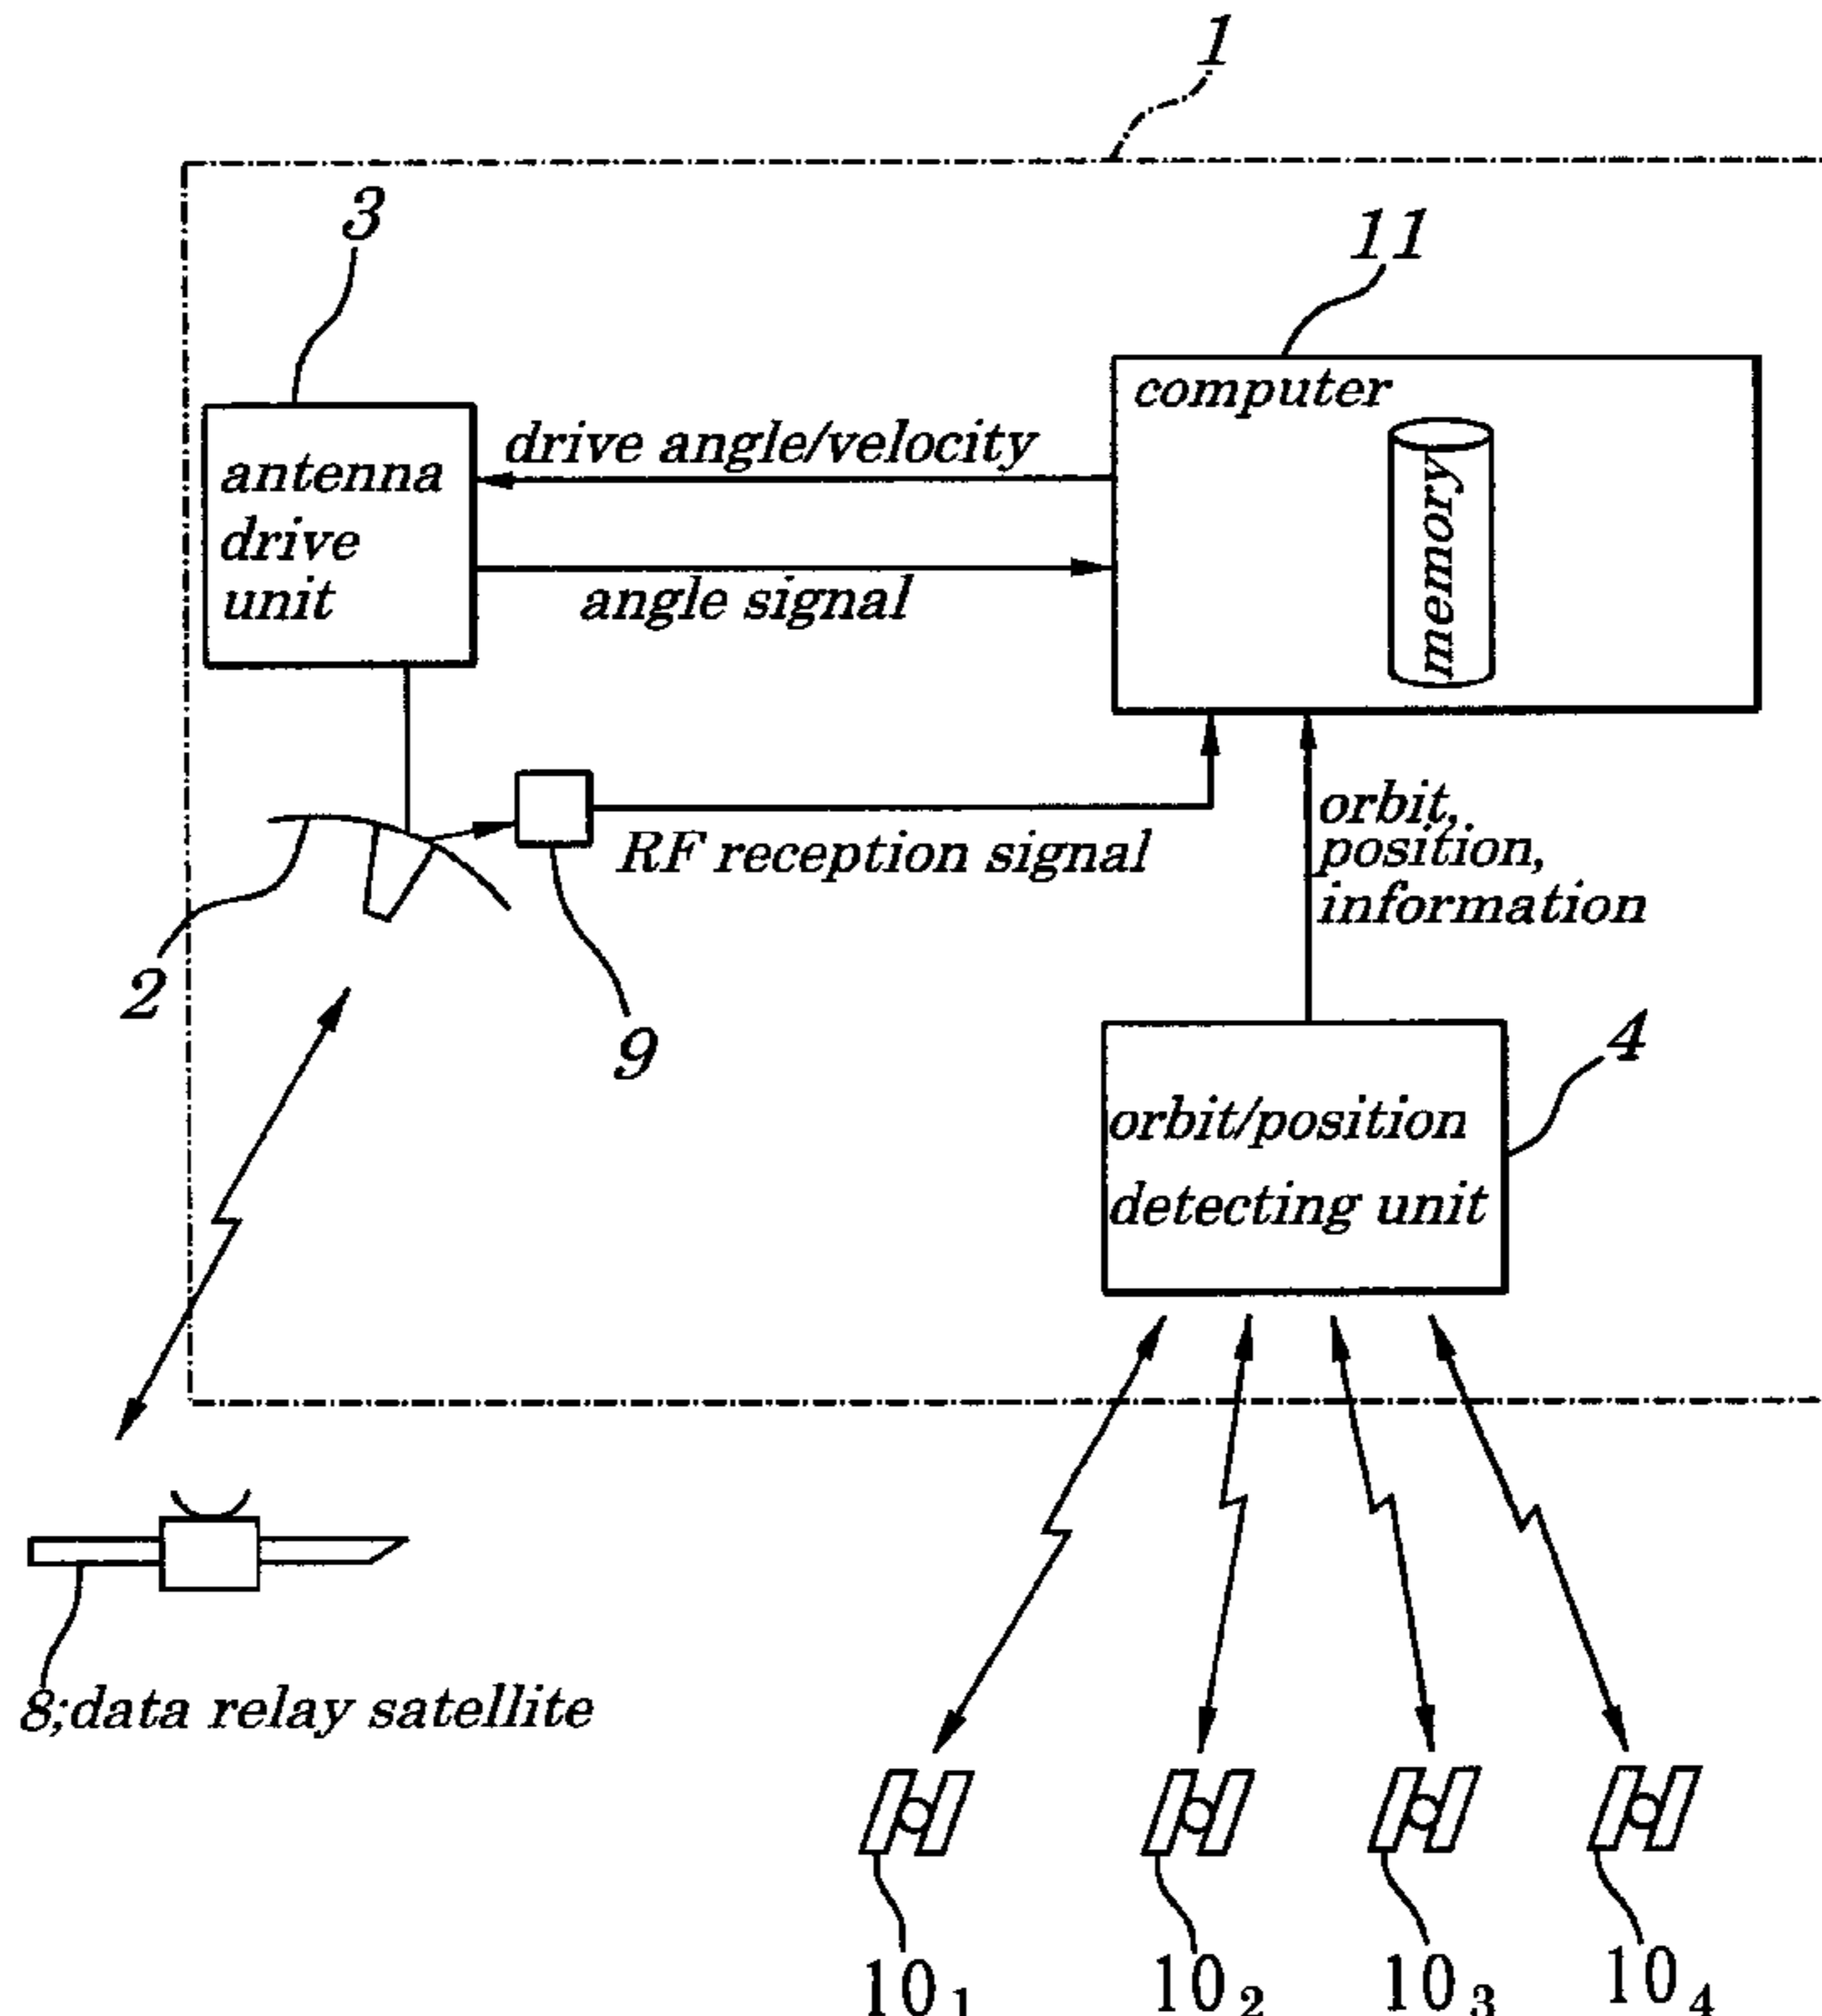 1
3
11
computer
drive angle/velocity
antenna
drive
unit
memory
angle signal
orbit,
position,
information
RF reception signal
2
9
4
orbit/position
detecting unit
8;data relay satellite
10₁
10₂
10₃
10₄